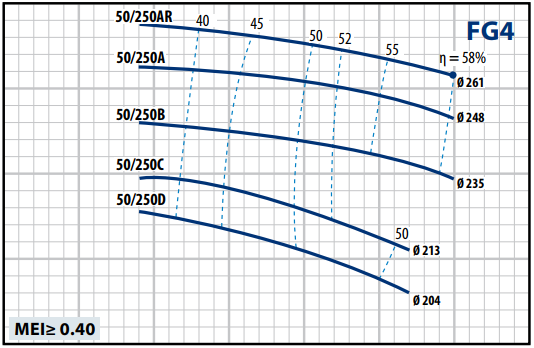 50/250AR
40
45
50
52
55
FG4
η = 58%
50/250A
Ø 261
50/250B
Ø 248
50/250C
Ø 235
50/250D
50
Ø 213
Ø 204
MEI≥ 0.40